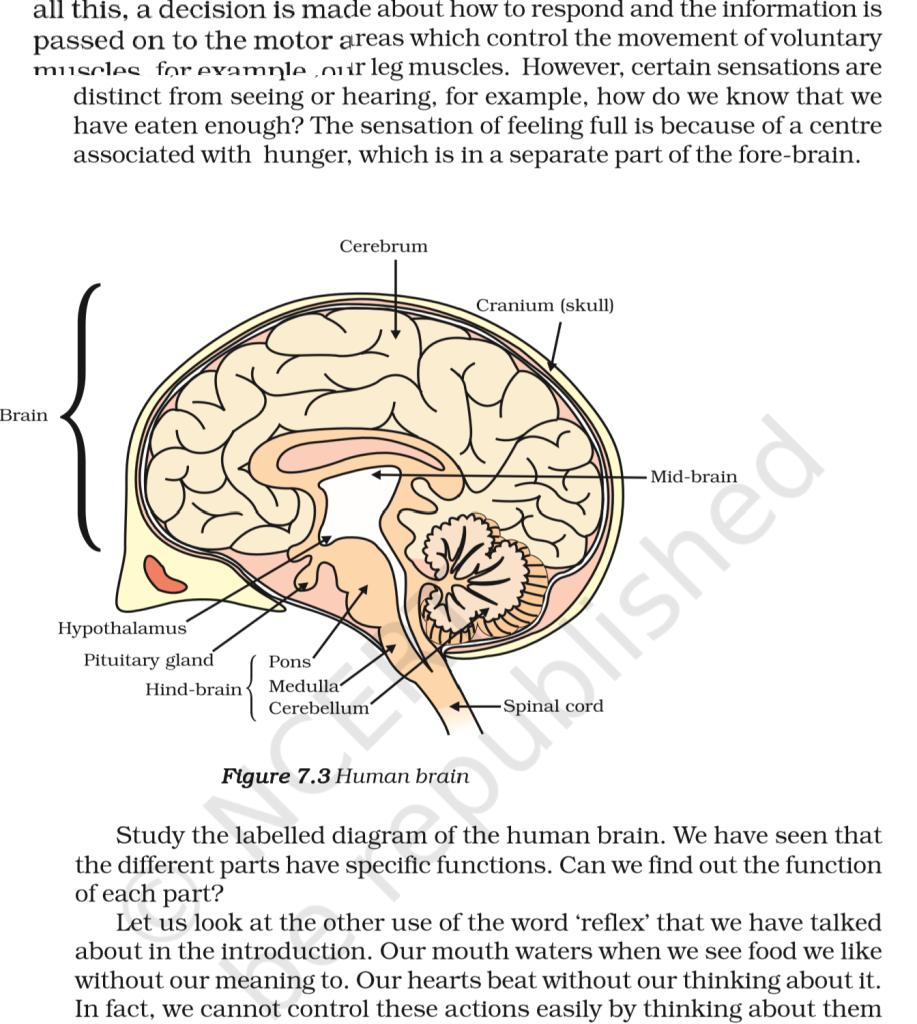 all this, a decision is made about how to respond and the information is
passed on to the motor areas which control the movement of voluntary
muscles, for example, our leg muscles. However, certain sensations are
distinct from seeing or hearing, for example, how do we know that we
have eaten enough? The sensation of feeling full is because of a centre
associated with hunger, which is in a separate part of the fore-brain.
Cerebrum
Cranium (skull)
Brain
Mid-brain
Hypothalamus
Pituitary gland
Hind-brain
Pons
Medulla
Cerebellum
Spinal cord
Figure 7.3 Human brain
Study the labelled diagram of the human brain. We have seen that
the different parts have specific functions. Can we find out the function
of each part?
Let us look at the other use of the word ‘reflex’ that we have talked
about in the introduction. Our mouth waters when we see food we like
without our meaning to. Our hearts beat without our thinking about it.
In fact, we cannot control these actions easily by thinking about them
© NCERT
be republished